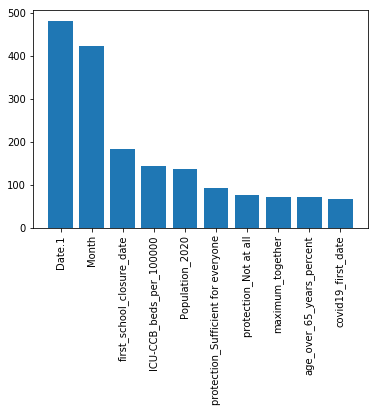 500
400
300
200
100
0
Date.1
Month
first_school_closure_date
ICU-CCB_beds_per_100000
Population_2020
protection_Sufficient for everyone
protection_Not at all
maximum_together
age_over_65_years_percent
covid19_first_date